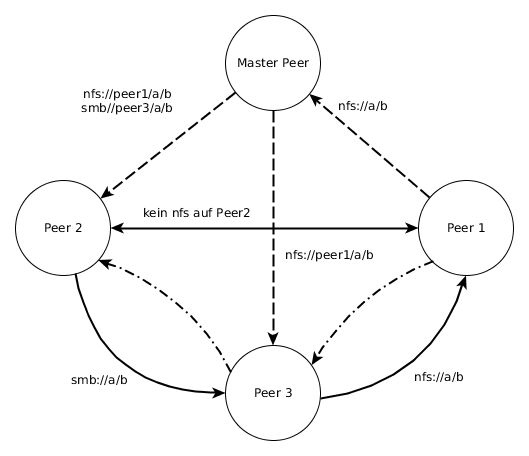 Master Peer
nfs://peer1/a/b
smb//peer3/a/b
nfs://a/b
kein nfs auf Peer2
Peer 2
Peer 1
nfs://peer1/a/b
smb://a/b
nfs://a/b
Peer 3